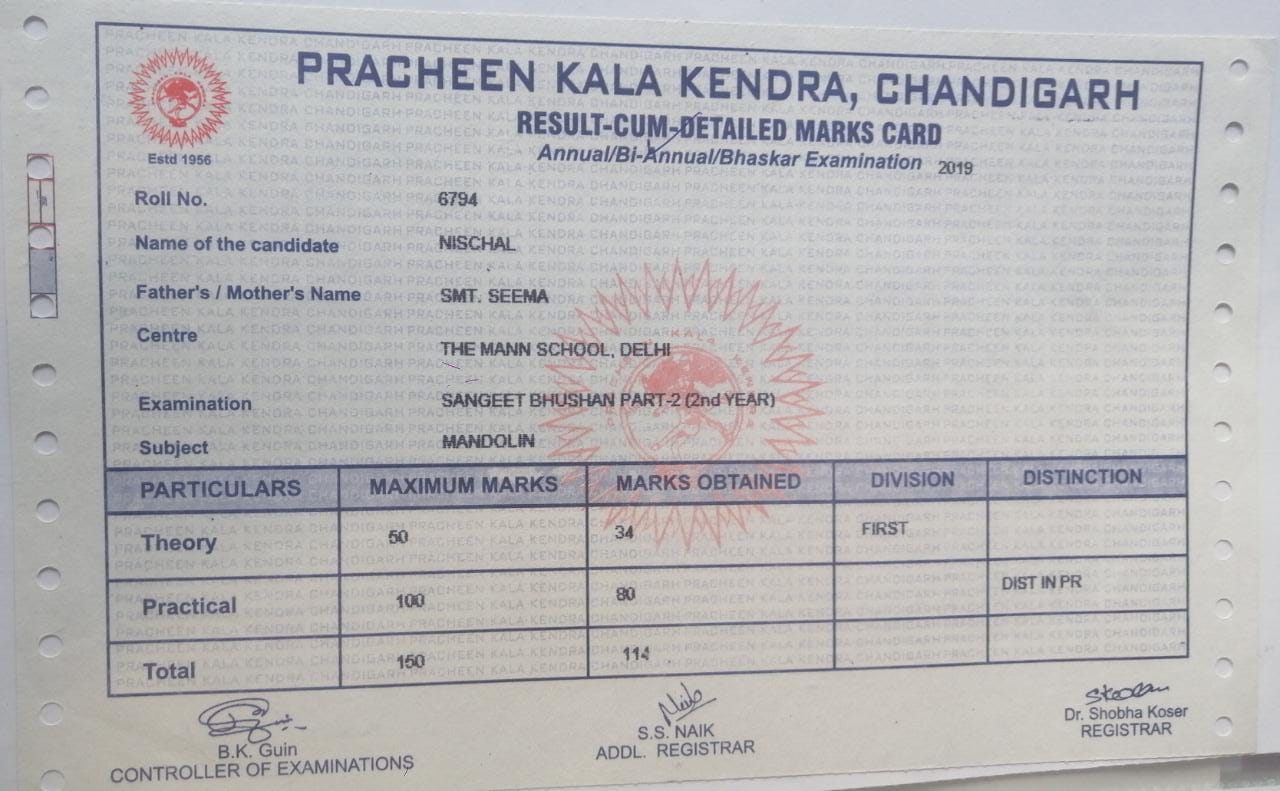 PRACHEEN KALA KENDRA, CHANDIGARH
RESULT-CUM-DETAILED MARKS CARD
Estd 1956
Annual/Bi-Annual/Bhaskar Examination 2019
Roll No. 6794
Name of the candidate NISCHAL
Father's / Mother's Name SMT. SEEMA
Centre THE MANN SCHOOL, DELHI
Examination SANGEET BHUSHAN PART-2 (2nd YEAR)
Subject MANDOLIN
PARTICULARS MAXIMUM MARKS MARKS OBTAINED DIVISION DISTINCTION
Theory 50 34 FIRST
Practical 100 80 DIST IN PR
Total 150 114
B.K. Guin S.S. NAIK Dr. Shobha Koser
CONTROLLER OF EXAMINATIONS ADDL. REGISTRAR REGISTRAR